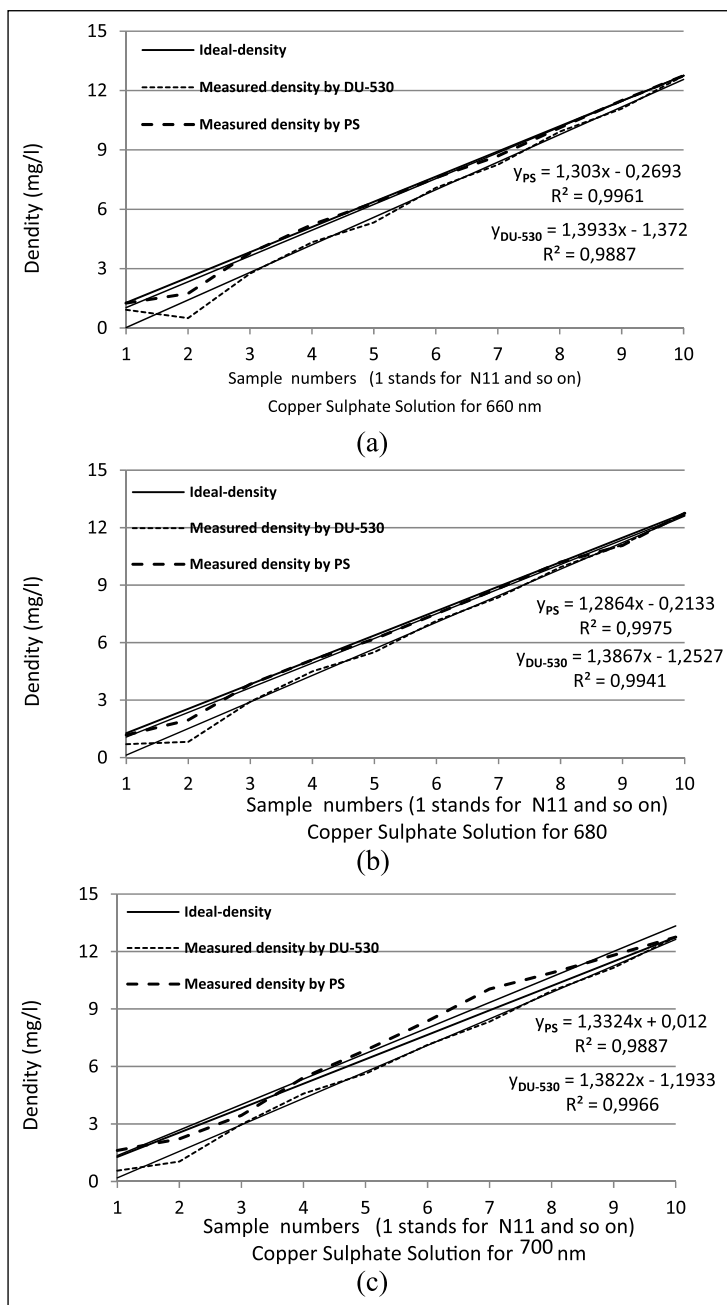 15
12
9
6
3
0
Dendity (mg/l)
Ideal-density
Measured density by DU-530
Measured density by PS
yPS = 1,303x - 0,2693
R² = 0,9961
yDU-530 = 1,3933x - 1,372
R² = 0,9887
1 2 3 4 5 6 7 8 9 10
Sample numbers (1 stands for N11 and so on)
Copper Sulphate Solution for 660 nm
(a)
15
12
9
6
3
0
Dendity (mg/l)
Ideal-density
Measured density by DU-530
Measured density by PS
yPS = 1,2864x - 0,2133
R² = 0,9975
yDU-530 = 1,3867x - 1,2527
R² = 0,9941
1 2 3 4 5 6 7 8 9 10
Sample numbers (1 stands for N11 and so on)
Copper Sulphate Solution for 680
(b)
15
12
9
6
3
0
Dendity (mg/l)
Ideal-density
Measured density by DU-530
Measured density by PS
yPS = 1,3324x + 0,012
R² = 0,9887
yDU-530 = 1,3822x - 1,1933
R² = 0,9966
1 2 3 4 5 6 7 8 9 10
Sample numbers (1 stands for N11 and so on)
Copper Sulphate Solution for 700 nm
(c)